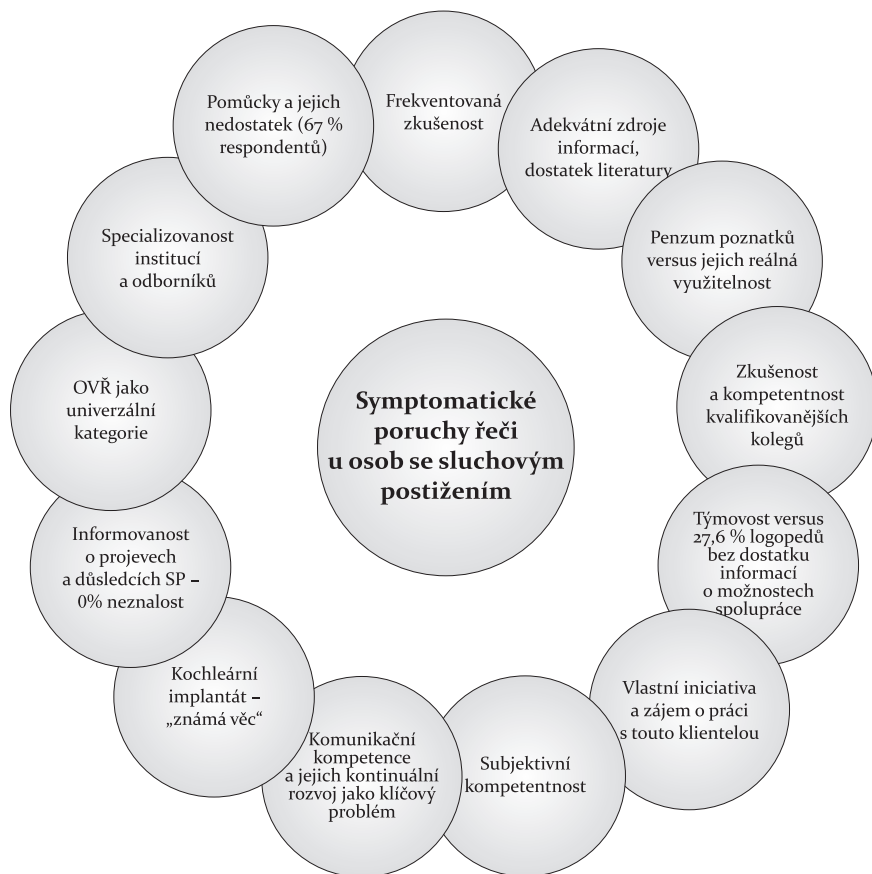 Pomůcky a jejich
nedostatek (67 %
respondentů)
Frekventovaná
zkušenost
Adekvátní zdroje
informací,
dostatek literatury
Penzum poznatků
versus jejich reálná
využitelnost
Zkušenost
a kompetentnost
kvalifikovanějších
kolegů
Týmovost versus
27,6 % logopedů
bez dostatku
informací
o možnostech
spolupráce
Vlastní iniciativa
a zájem o práci
s touto klientelou
Subjektivní
kompetentnost
Komunikační
kompetence
a jejich kontinuální
rozvoj jako klíčový
problém
Kochleární
implantát –
„známá věc“
Informovanost
o projevech
a důsledcích SP –
0% neznalost
OVŘ jako
univerzální
kategorie
Specializovanost
institucí
a odborníků
Symptomatické
poruchy řeči
u osob se sluchovým
postižením